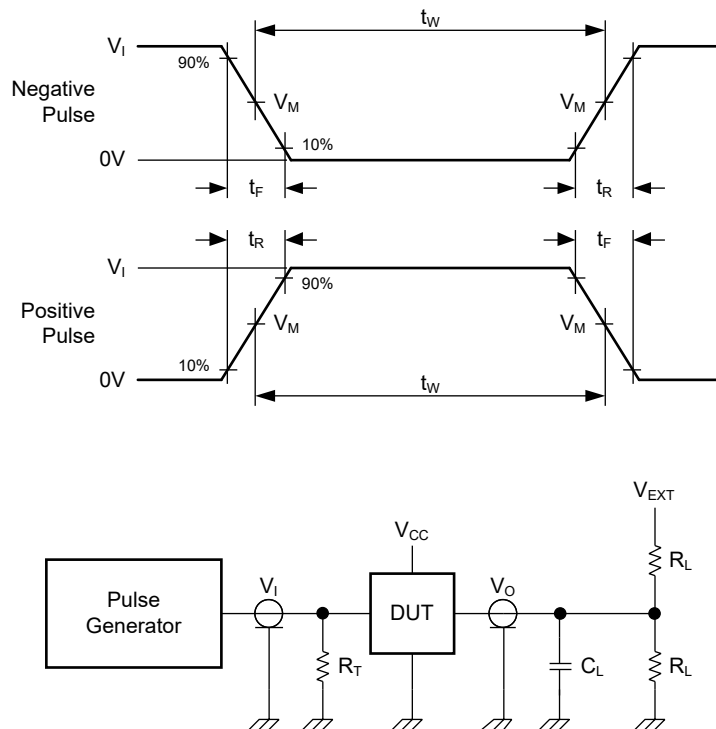 t_W
V_I
90%
Negative
Pulse
V_M
V_M
10%
0V
t_F
t_R
t_R
t_F
V_I
90%
Positive
Pulse
V_M
V_M
10%
0V
t_W
V_EXT
V_CC
R_L
V_I
V_O
Pulse
Generator
DUT
R_T
C_L
R_L